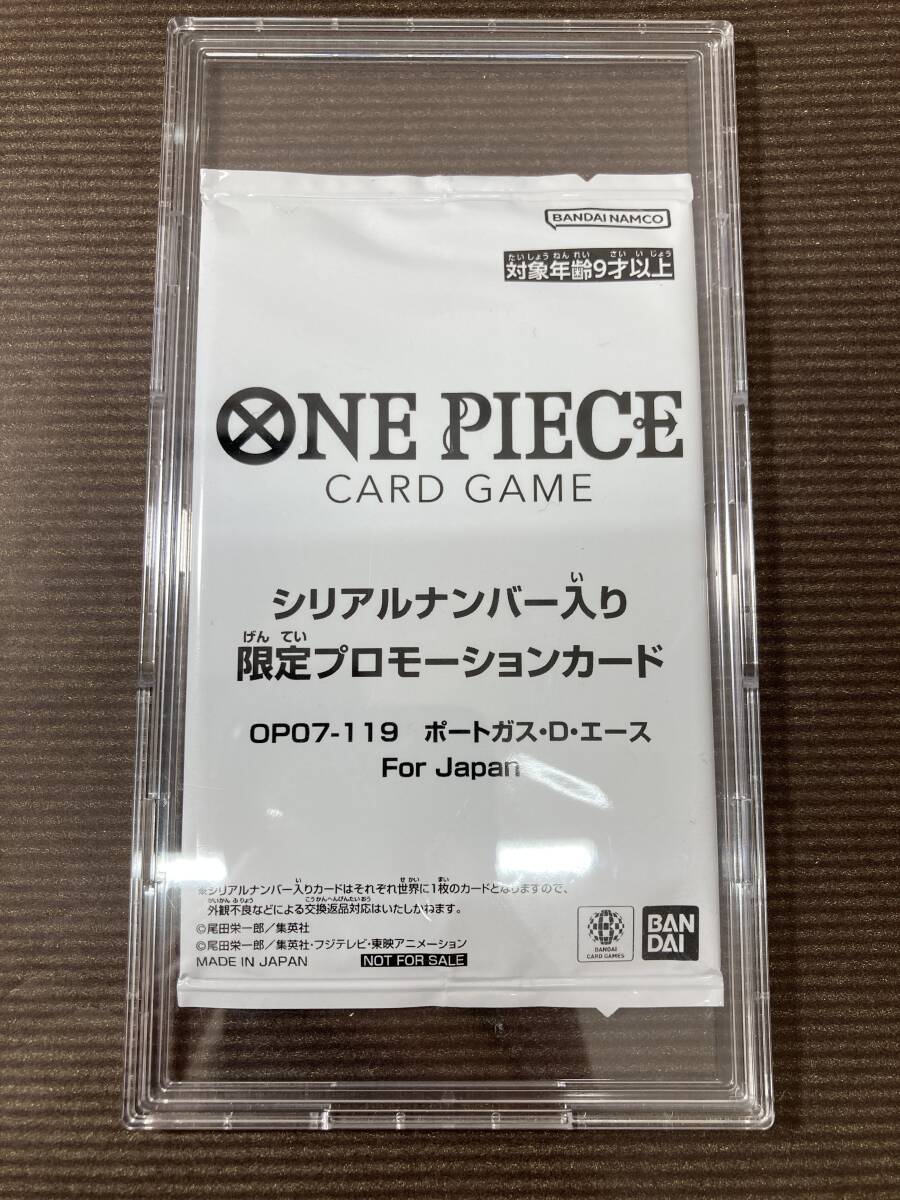 BANDAI NAMCO
たいしょう ねん れい さい い じょう
対象年齢9才以上
ONE PIECE
CARD GAME
い
シリアルナンバー入り
げん てい
限定プロモーションカード
OP07-119 ポートガス・D・エース
For Japan
い せ かい まい
※シリアルナンバー入りカードはそれぞれ世界に1枚のカードとなりますので、
がいかん ふ りょう こうかんへんぴんたいおう
外観不良などによる交換返品対応はいたしかねます。
©尾田栄一郎/集英社
©尾田栄一郎/集英社・フジテレビ・東映アニメーション
MADE IN JAPAN NOT FOR SALE
BANDAI
CARD GAMES
BAN
DAI